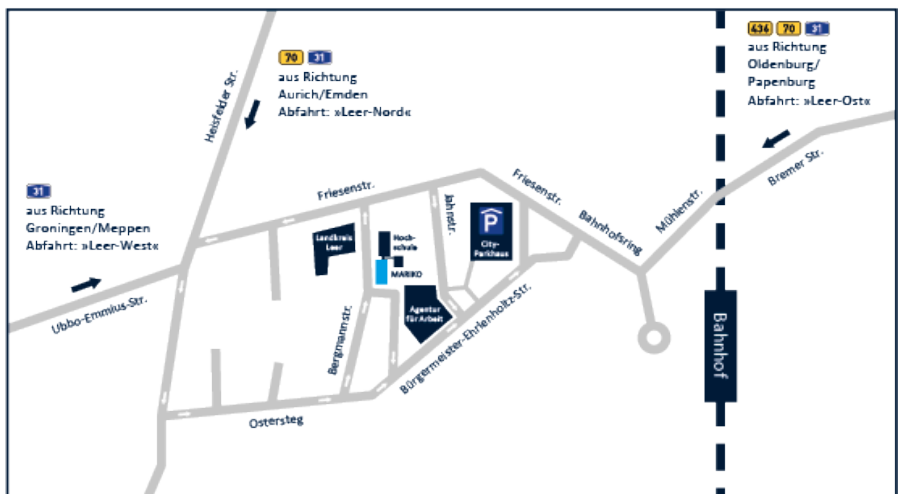 436 70 31
aus Richtung
Oldenburg/
Papenburg
Abfahrt: »Leer-Ost«
70 31
aus Richtung
Aurich/Emden
Abfahrt: »Leer-Nord«
Heisfelder Str.
31
aus Richtung
Groningen/Meppen
Abfahrt: »Leer-West«
Ubbo-Emmius-Str.
Friesenstr.
Jahnstr.
Friesenstr.
Bahnhofsring
Mühlenstr.
Bremer Str.
Landkreis
Leer
Hoch-
schule
MARIKO
P
City-
Parkhaus
Agentur
für Arbeit
Bergmannstr.
Bürgermeister-Ehrlenholtz-Str.
Ostersteg
Bahnhof